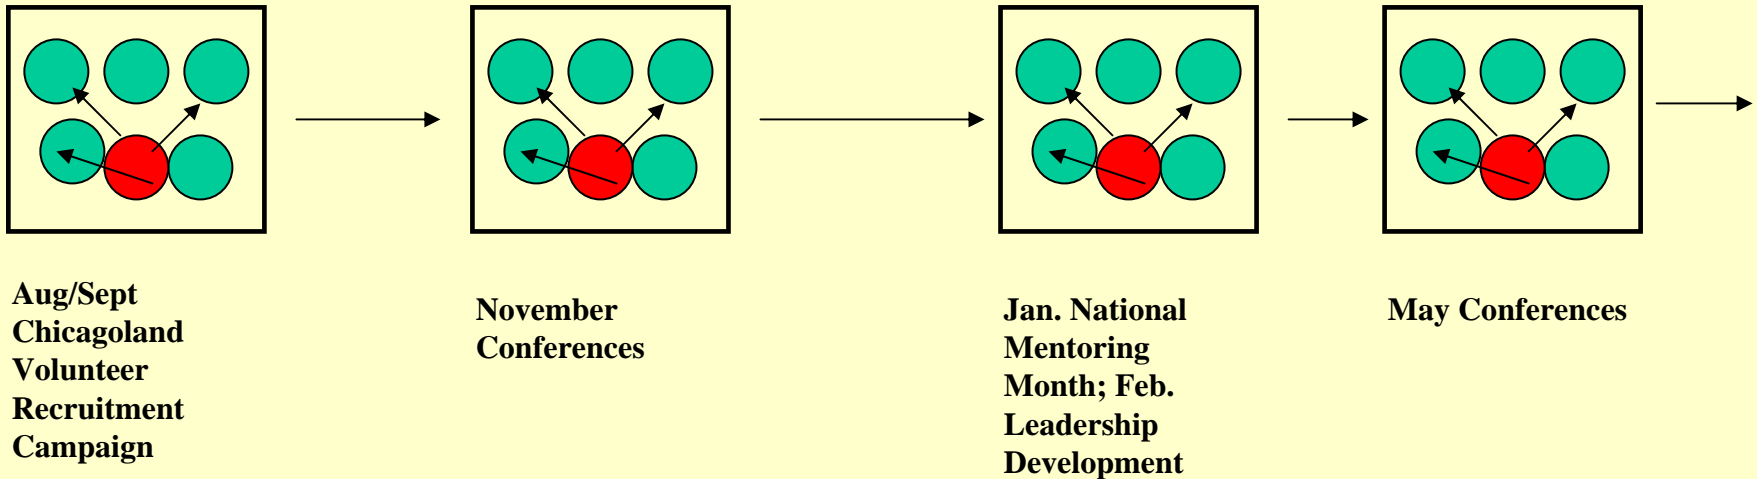 Aug/Sept
Chicagoland
Volunteer
Recruitment
Campaign
November
Conferences
Jan. National
Mentoring
Month; Feb.
Leadership
Development
May Conferences